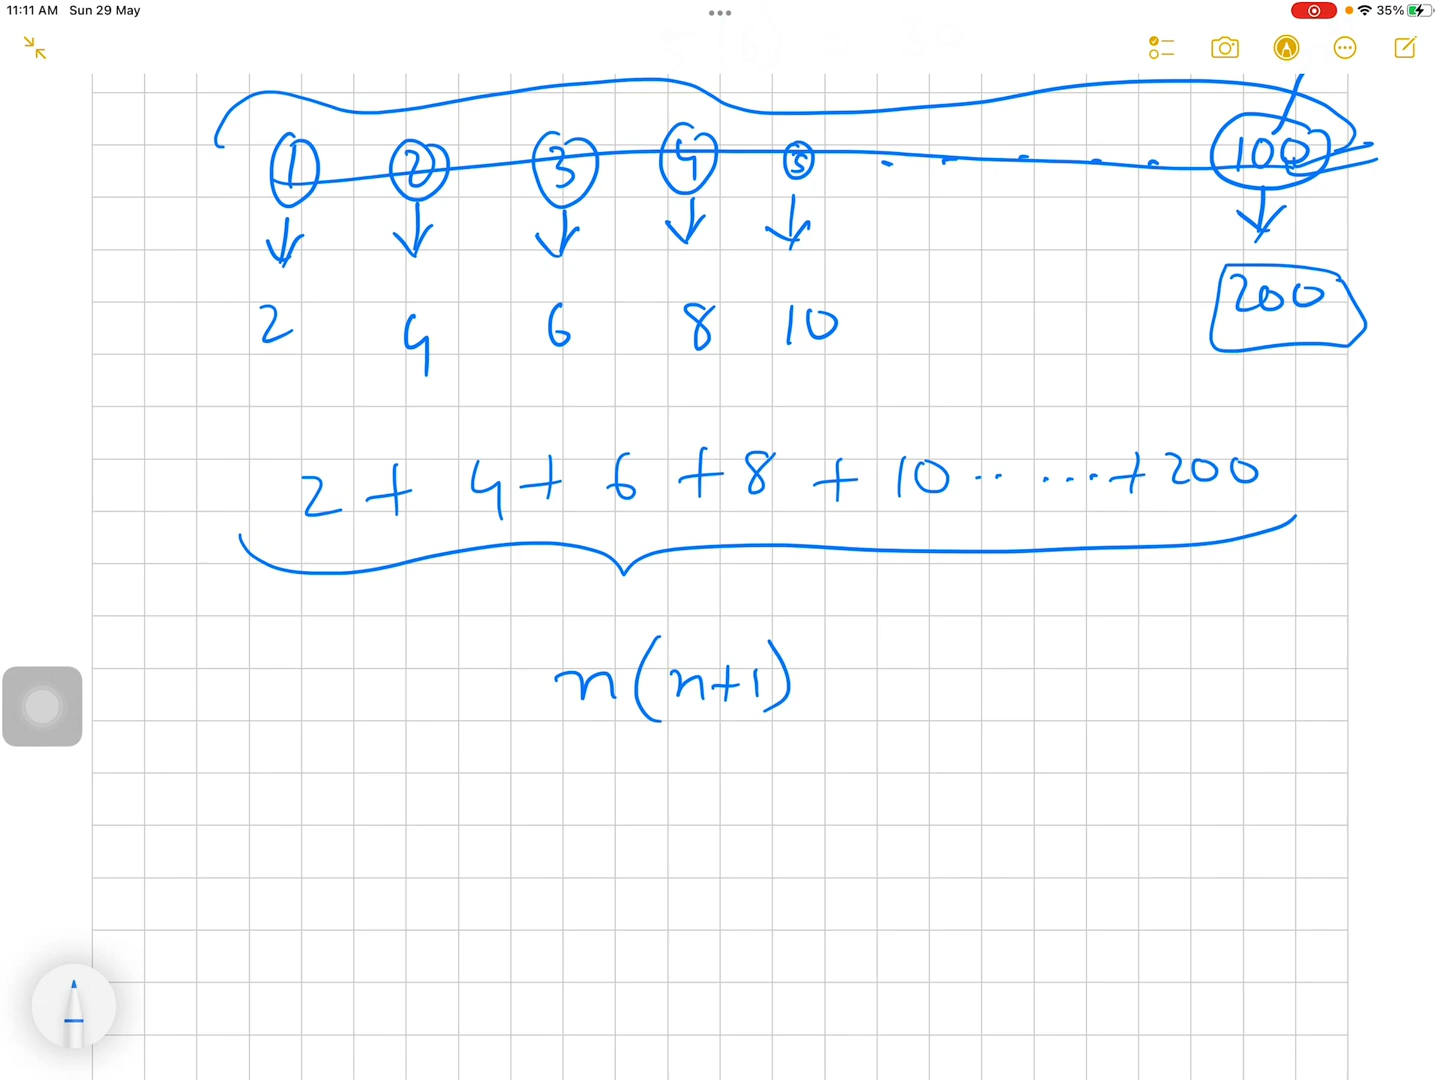 11:11 AM Sun 29 May
35%
1 2 3 4 5 . - - - - 100
2 4 6 8 10 200
2 + 4 + 6 + 8 + 10 .. ..... + 200
n(n+1)